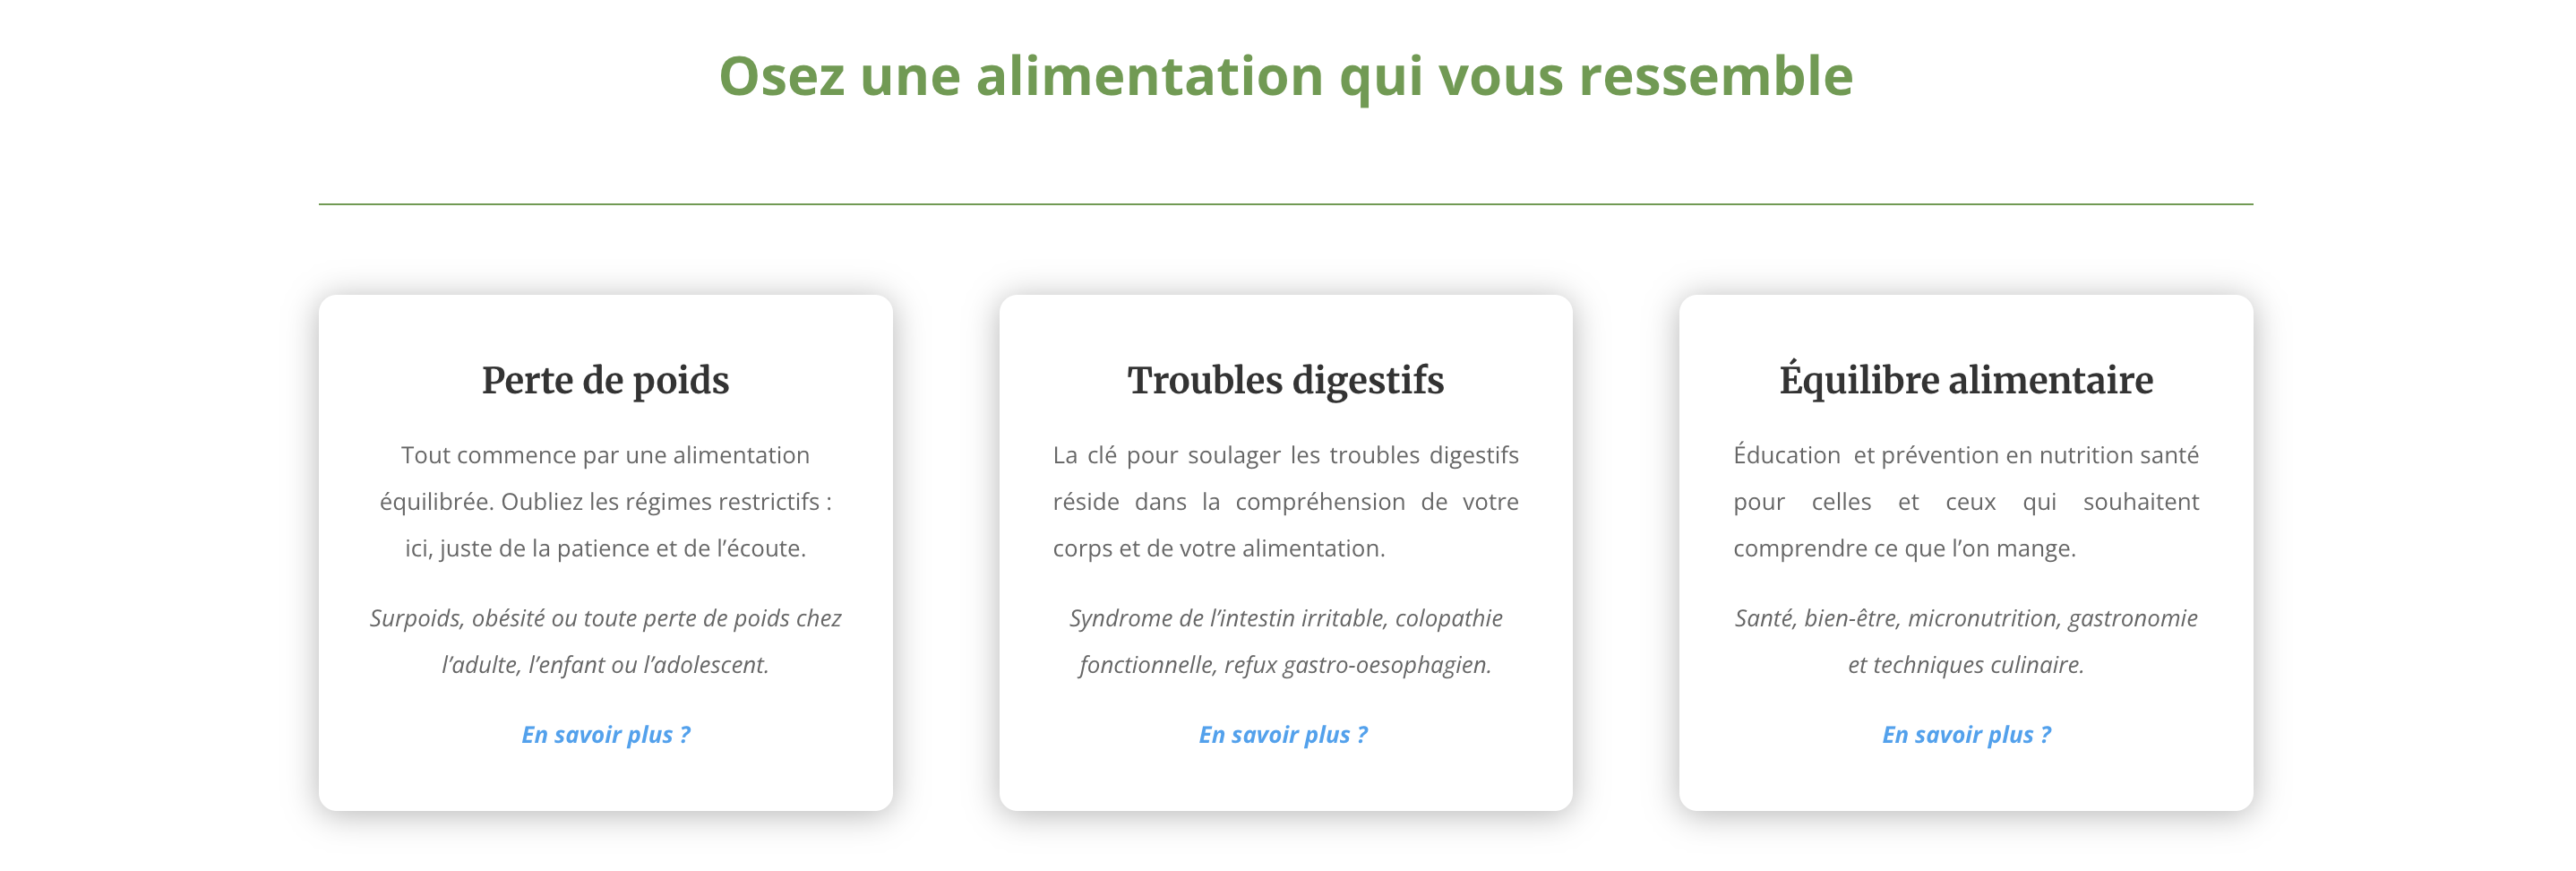 Osez une alimentation qui vous ressemble
Perte de poids
Tout commence par une alimentation
équilibrée. Oubliez les régimes restrictifs :
ici, juste de la patience et de l’écoute.
Surpoids, obésité ou toute perte de poids chez
l’adulte, l’enfant ou l’adolescent.
En savoir plus ?
Troubles digestifs
La clé pour soulager les troubles digestifs
réside dans la compréhension de votre
corps et de votre alimentation.
Syndrome de l’intestin irritable, colopathie
fonctionnelle, refux gastro-oesophagien.
En savoir plus ?
Équilibre alimentaire
Éducation  et prévention en nutrition santé
pour celles et ceux qui souhaitent
comprendre ce que l’on mange.
Santé, bien-être, micronutrition, gastronomie
et techniques culinaire.
En savoir plus ?